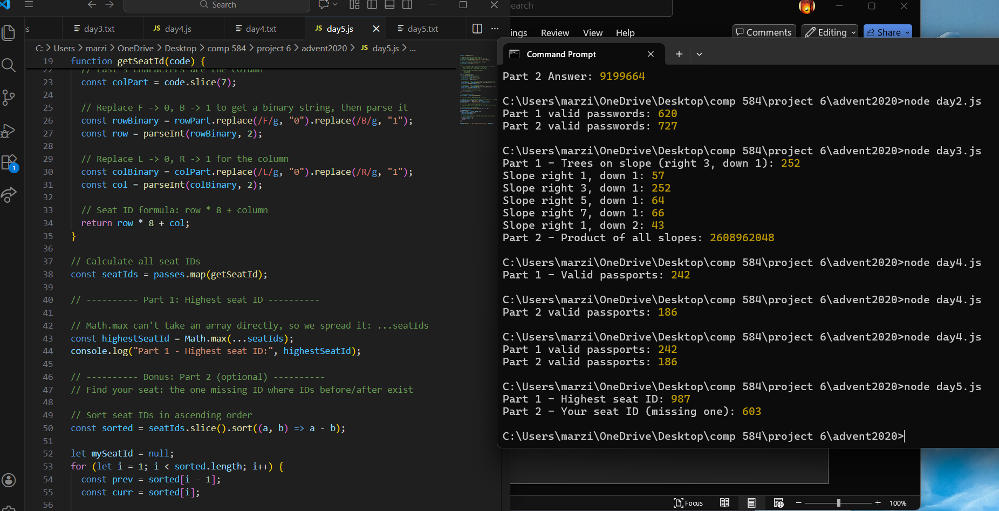 Search
js
day3.txt
JS day4.js
day4.txt
JS day5.js
day5.txt
C: > Users > marzi > OneDrive > Desktop > comp 584 > project 6 > advent2020 > JS day5.js > ...
19 function getSeatId(code) {
22 // Last 3 characters are the column
23 const colPart = code.slice(7);
24
25 // Replace F -> 0, B -> 1 to get a binary string, then parse it
26 const rowBinary = rowPart.replace(/F/g, "0").replace(/B/g, "1");
27 const row = parseInt(rowBinary, 2);
28
29 // Replace L -> 0, R -> 1 for the column
30 const colBinary = colPart.replace(/L/g, "0").replace(/R/g, "1");
31 const col = parseInt(colBinary, 2);
32
33 // Seat ID formula: row * 8 + column
34 return row * 8 + col;
35 }
36
37 // Calculate all seat IDs
38 const seatIds = passes.map(getSeatId);
39
40 // ---------- Part 1: Highest seat ID ----------
41
42 // Math.max can't take an array directly, so we spread it: ...seatIds
43 const highestSeatId = Math.max(...seatIds);
44 console.log("Part 1 - Highest seat ID:", highestSeatId);
45
46 // ---------- Bonus: Part 2 (optional) ----------
47 // Find your seat: the one missing ID where IDs before/after exist
48
49 // Sort seat IDs in ascending order
50 const sorted = seatIds.slice().sort((a, b) => a - b);
51
52 let mySeatId = null;
53 for (let i = 1; i < sorted.length; i++) {
54 const prev = sorted[i - 1];
55 const curr = sorted[i];
56
1
earch
ngs Review View Help
Comments Editing Share
Command Prompt
Part 2 Answer: 9199664
C:\Users\marzi\OneDrive\Desktop\comp 584\project 6\advent2020>node day2.js
Part 1 valid passwords: 620
Part 2 valid passwords: 727
C:\Users\marzi\OneDrive\Desktop\comp 584\project 6\advent2020>node day3.js
Part 1 - Trees on slope (right 3, down 1): 252
Slope right 1, down 1: 57
Slope right 3, down 1: 252
Slope right 5, down 1: 64
Slope right 7, down 1: 66
Slope right 1, down 2: 43
Part 2 - Product of all slopes: 2608962048
C:\Users\marzi\OneDrive\Desktop\comp 584\project 6\advent2020>node day4.js
Part 1 - Valid passports: 242
C:\Users\marzi\OneDrive\Desktop\comp 584\project 6\advent2020>node day4.js
Part 2 valid passports: 186
C:\Users\marzi\OneDrive\Desktop\comp 584\project 6\advent2020>node day4.js
Part 1 valid passports: 242
Part 2 valid passports: 186
C:\Users\marzi\OneDrive\Desktop\comp 584\project 6\advent2020>node day5.js
Part 1 - Highest seat ID: 987
Part 2 - Your seat ID (missing one): 603
C:\Users\marzi\OneDrive\Desktop\comp 584\project 6\advent2020>
Focus
100%